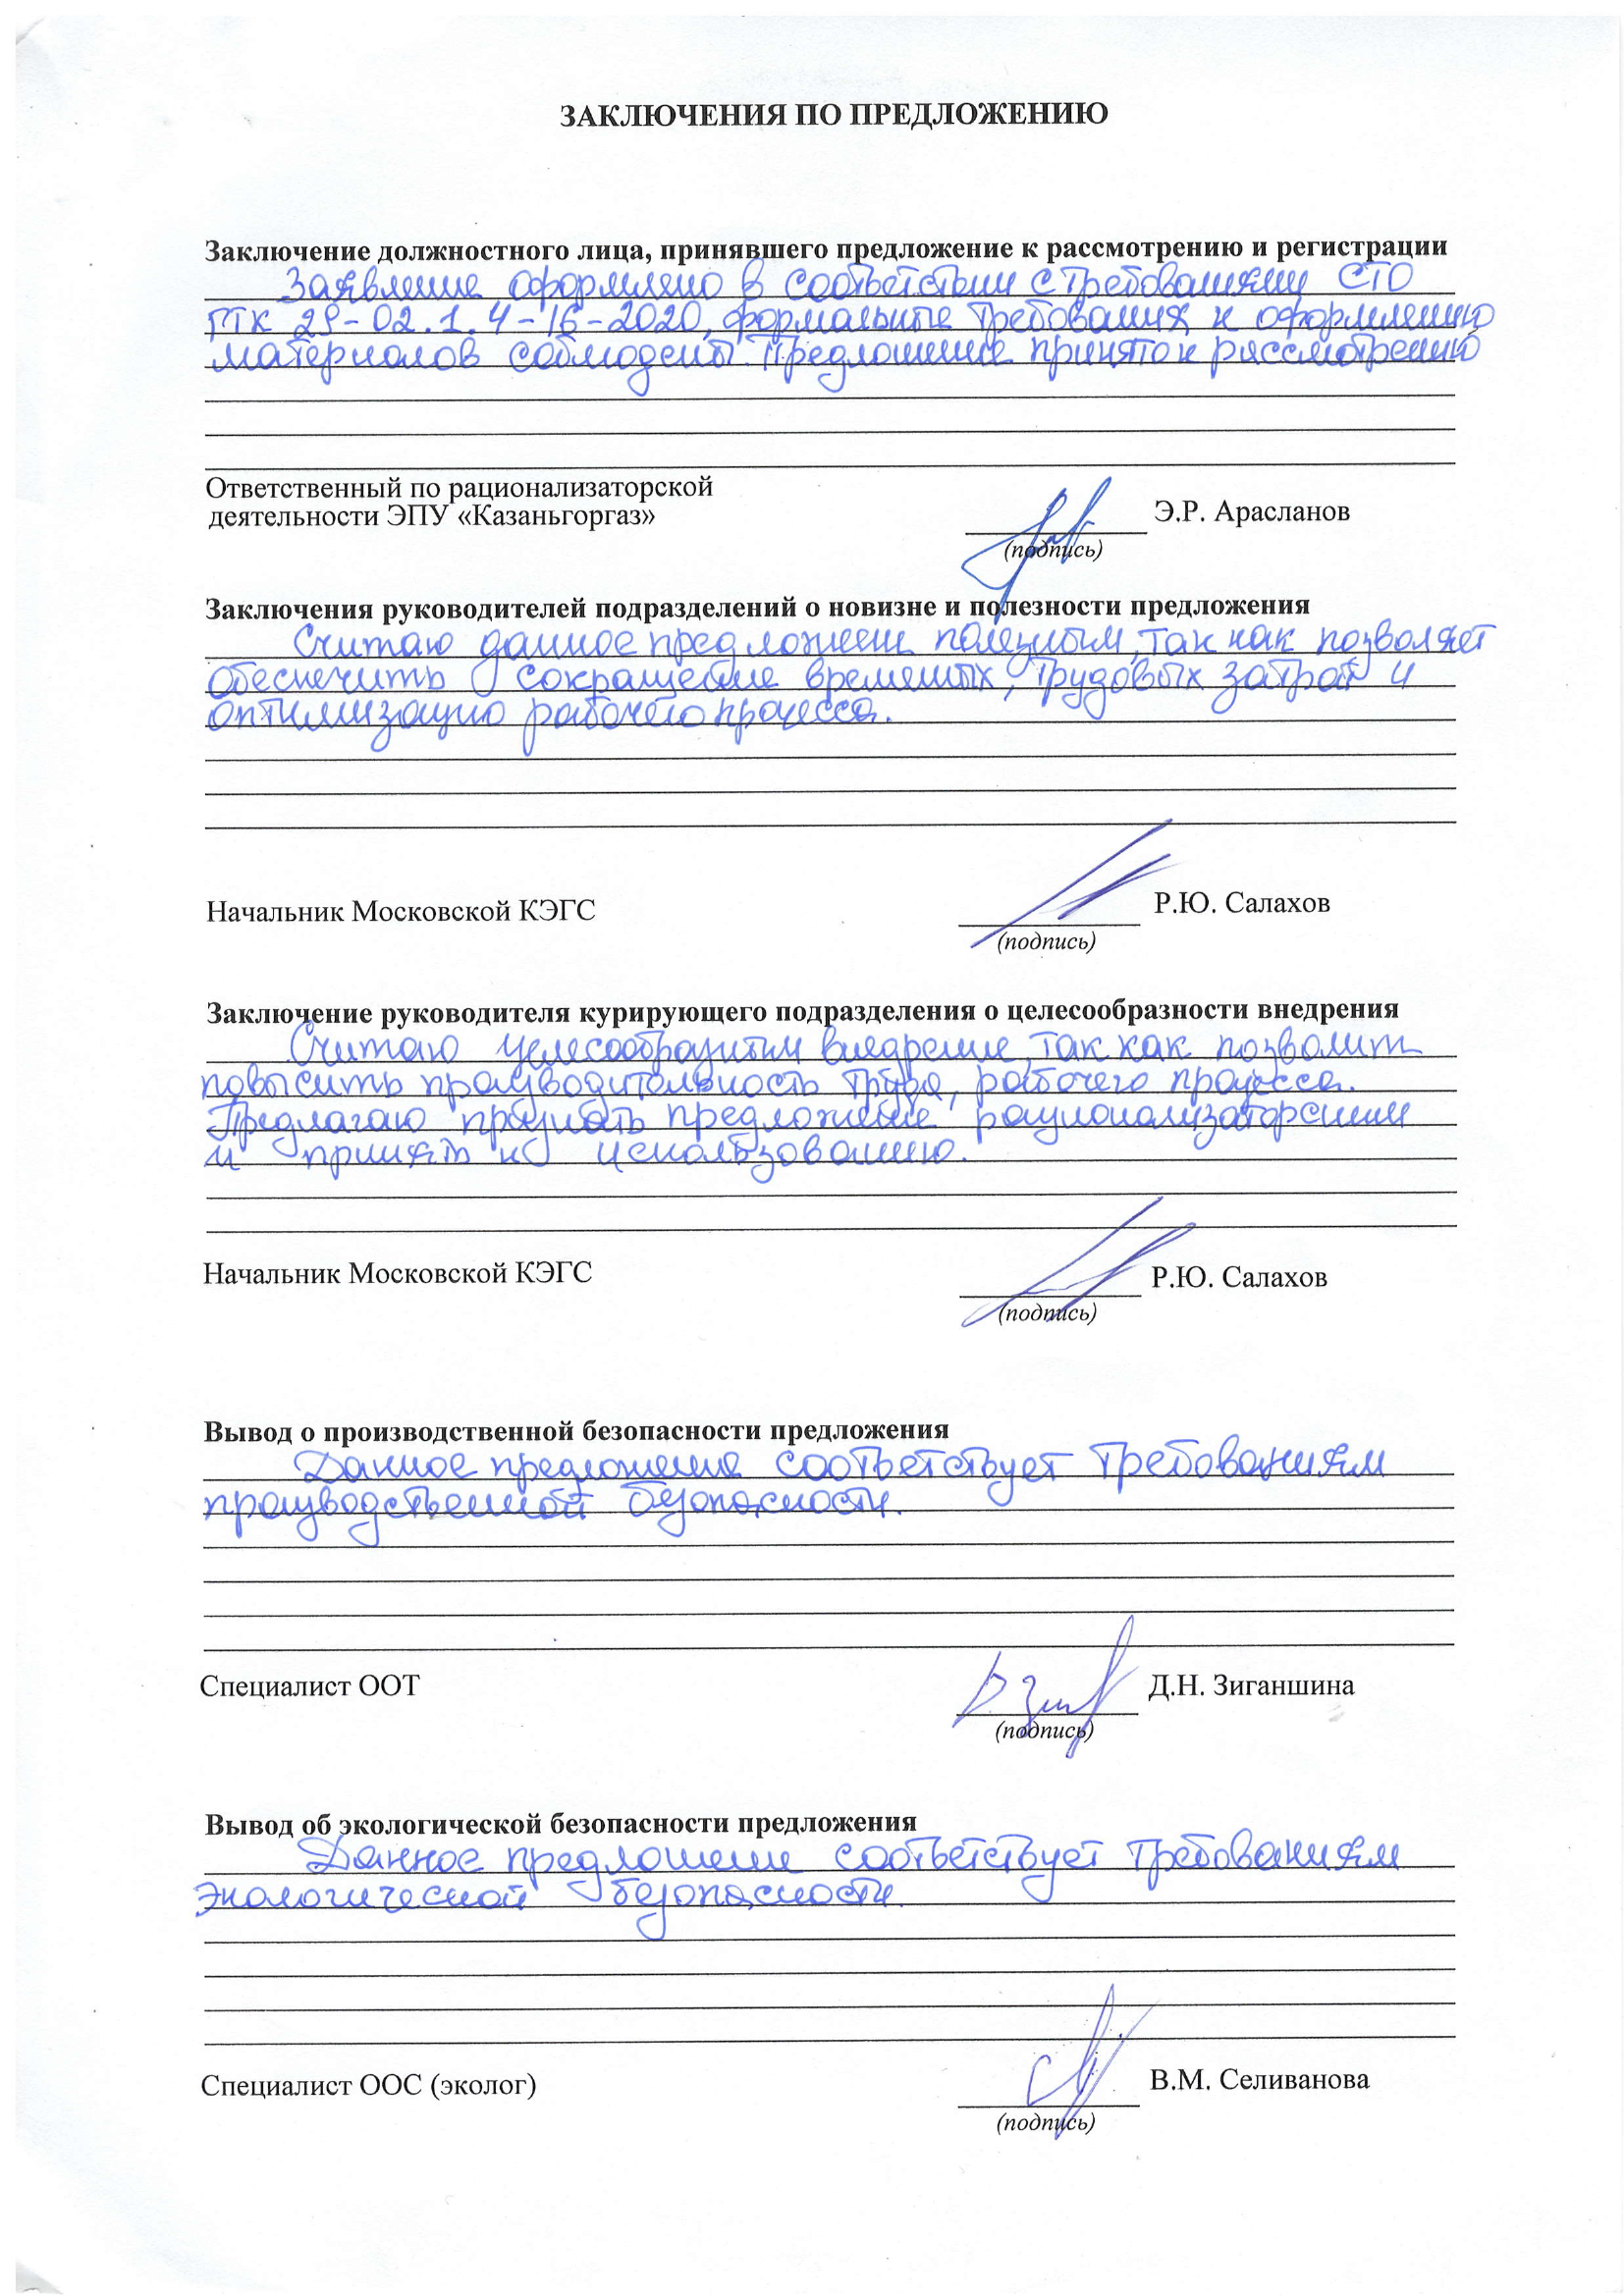 ЗАКЛЮЧЕНИЯ ПО ПРЕДЛОЖЕНИЮ
Заключение должностного лица, принявшего предложение к рассмотрению и регистрации
Заявление оформлено в соответствии с требованиями СТО
ГТК 29-02.1.4-16-2020, формальные требования к оформлению
материалов соблюдены. Предложение принято к рассмотрению
Ответственный по рационализаторской
деятельности ЭПУ «Казаньгоргаз»
Э.Р. Арасланов
(подпись)
Заключения руководителей подразделений о новизне и полезности предложения
Считаю данное предложение полезным, так как позволяет
обеспечить сокращение временных, трудовых затрат и
оптимизацию рабочего процесса.
Начальник Московской КЭГС
Р.Ю. Салахов
(подпись)
Заключение руководителя курирующего подразделения о целесообразности внедрения
Считаю целесообразным внедрение, так как позволит
повысить производительность труда, рабочего процесса.
Предлагаю признать предложение рационализаторским
и принять к использованию.
Начальник Московской КЭГС
Р.Ю. Салахов
(подпись)
Вывод о производственной безопасности предложения
Данное предложение соответствует требованиям
производственной безопасности.
Специалист ООТ
Д.Н. Зиганшина
(подпись)
Вывод об экологической безопасности предложения
Данное предложение соответствует требованиям
экологической безопасности.
Специалист ООС (эколог)
В.М. Селиванова
(подпись)